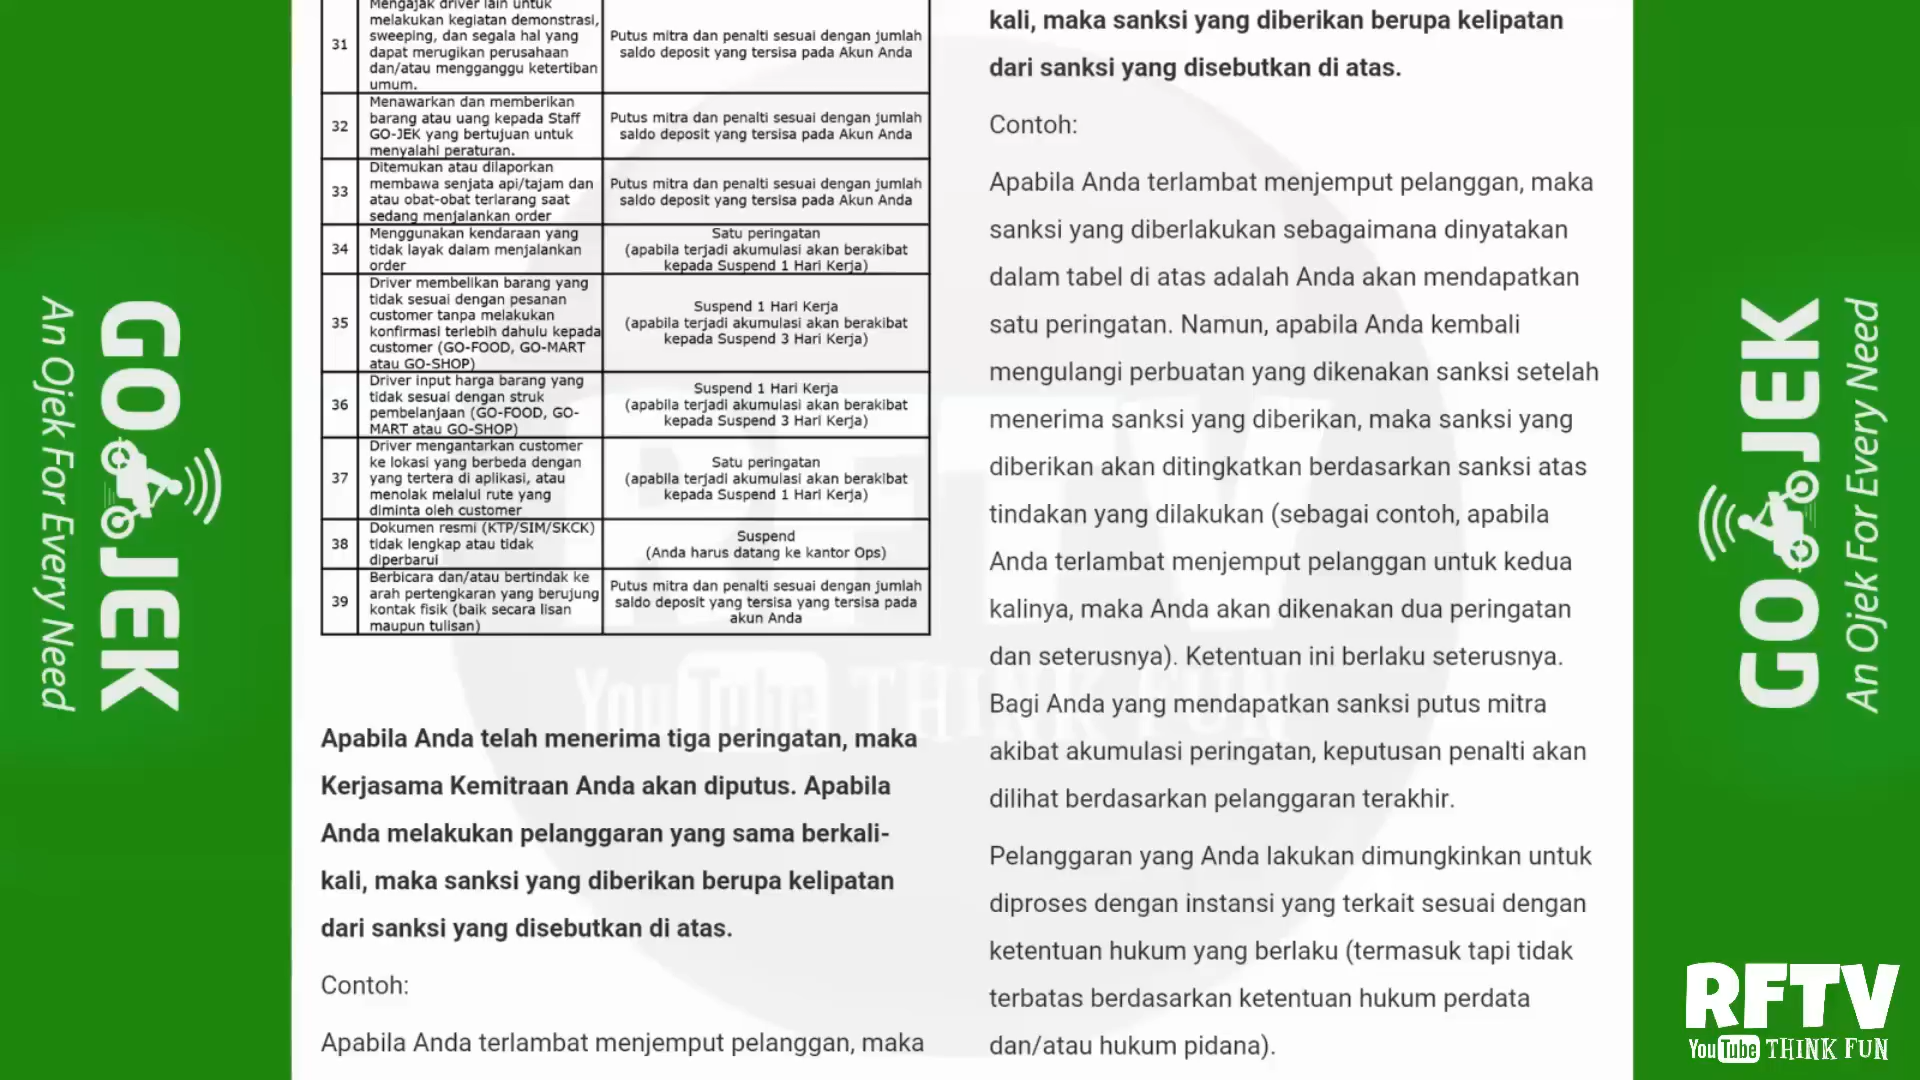 GO JEK
An Ojek For Every Need
Mengajak driver lain untuk
melakukan kegiatan demonstrasi,
sweeping, dan segala hal yang
dapat merugikan perusahaan
dan/atau mengganggu ketertiban
umum.
31
Putus mitra dan penalti sesuai dengan jumlah
saldo deposit yang tersisa pada Akun Anda
32
Menawarkan dan memberikan
barang atau uang kepada Staff
GO-JEK yang bertujuan untuk
menyalahi peraturan.
Putus mitra dan penalti sesuai dengan jumlah
saldo deposit yang tersisa pada Akun Anda
33
Ditemukan atau dilaporkan
membawa senjata api/tajam dan
atau obat-obat terlarang saat
sedang menjalankan order
Putus mitra dan penalti sesuai dengan jumlah
saldo deposit yang tersisa pada Akun Anda
34
Menggunakan kendaraan yang
tidak layak dalam menjalankan
order
Satu peringatan
(apabila terjadi akumulasi akan berakibat
kepada Suspend 1 Hari Kerja)
35
Driver membelikan barang yang
tidak sesuai dengan pesanan
customer tanpa melakukan
konfirmasi terlebih dahulu kepada
customer (GO-FOOD, GO-MART
atau GO-SHOP)
Suspend 1 Hari Kerja
(apabila terjadi akumulasi akan berakibat
kepada Suspend 3 Hari Kerja)
36
Driver input harga barang yang
tidak sesuai dengan struk
pembelanjaan (GO-FOOD, GO-
MART atau GO-SHOP)
Suspend 1 Hari Kerja
(apabila terjadi akumulasi akan berakibat
kepada Suspend 3 Hari Kerja)
37
Driver mengantarkan customer
ke lokasi yang berbeda dengan
yang tertera di aplikasi, atau
menolak melalui rute yang
diminta oleh customer
Satu peringatan
(apabila terjadi akumulasi akan berakibat
kepada Suspend 1 Hari Kerja)
38
Dokumen resmi (KTP/SIM/SKCK)
tidak lengkap atau tidak
diperbarui
Suspend
(Anda harus datang ke kantor Ops)
39
Berbicara dan/atau bertindak ke
arah pertengkaran yang berujung
kontak fisik (baik secara lisan
maupun tulisan)
Putus mitra dan penalti sesuai dengan jumlah
saldo deposit yang tersisa yang tersisa pada
akun Anda
RFTV
YouTube THINK FUN
Apabila Anda telah menerima tiga peringatan, maka
Kerjasama Kemitraan Anda akan diputus. Apabila
Anda melakukan pelanggaran yang sama berkali-
kali, maka sanksi yang diberikan berupa kelipatan
dari sanksi yang disebutkan di atas.
Contoh:
Apabila Anda terlambat menjemput pelanggan, maka
kali, maka sanksi yang diberikan berupa kelipatan
dari sanksi yang disebutkan di atas.
Contoh:
Apabila Anda terlambat menjemput pelanggan, maka
sanksi yang diberlakukan sebagaimana dinyatakan
dalam tabel di atas adalah Anda akan mendapatkan
satu peringatan. Namun, apabila Anda kembali
mengulangi perbuatan yang dikenakan sanksi setelah
menerima sanksi yang diberikan, maka sanksi yang
diberikan akan ditingkatkan berdasarkan sanksi atas
tindakan yang dilakukan (sebagai contoh, apabila
Anda terlambat menjemput pelanggan untuk kedua
kalinya, maka Anda akan dikenakan dua peringatan
dan seterusnya). Ketentuan ini berlaku seterusnya.
Bagi Anda yang mendapatkan sanksi putus mitra
akibat akumulasi peringatan, keputusan penalti akan
dilihat berdasarkan pelanggaran terakhir.
Pelanggaran yang Anda lakukan dimungkinkan untuk
diproses dengan instansi yang terkait sesuai dengan
ketentuan hukum yang berlaku (termasuk tapi tidak
terbatas berdasarkan ketentuan hukum perdata
dan/atau hukum pidana).
GO JEK
An Ojek For Every Need
RFTV
YouTube THINK FUN